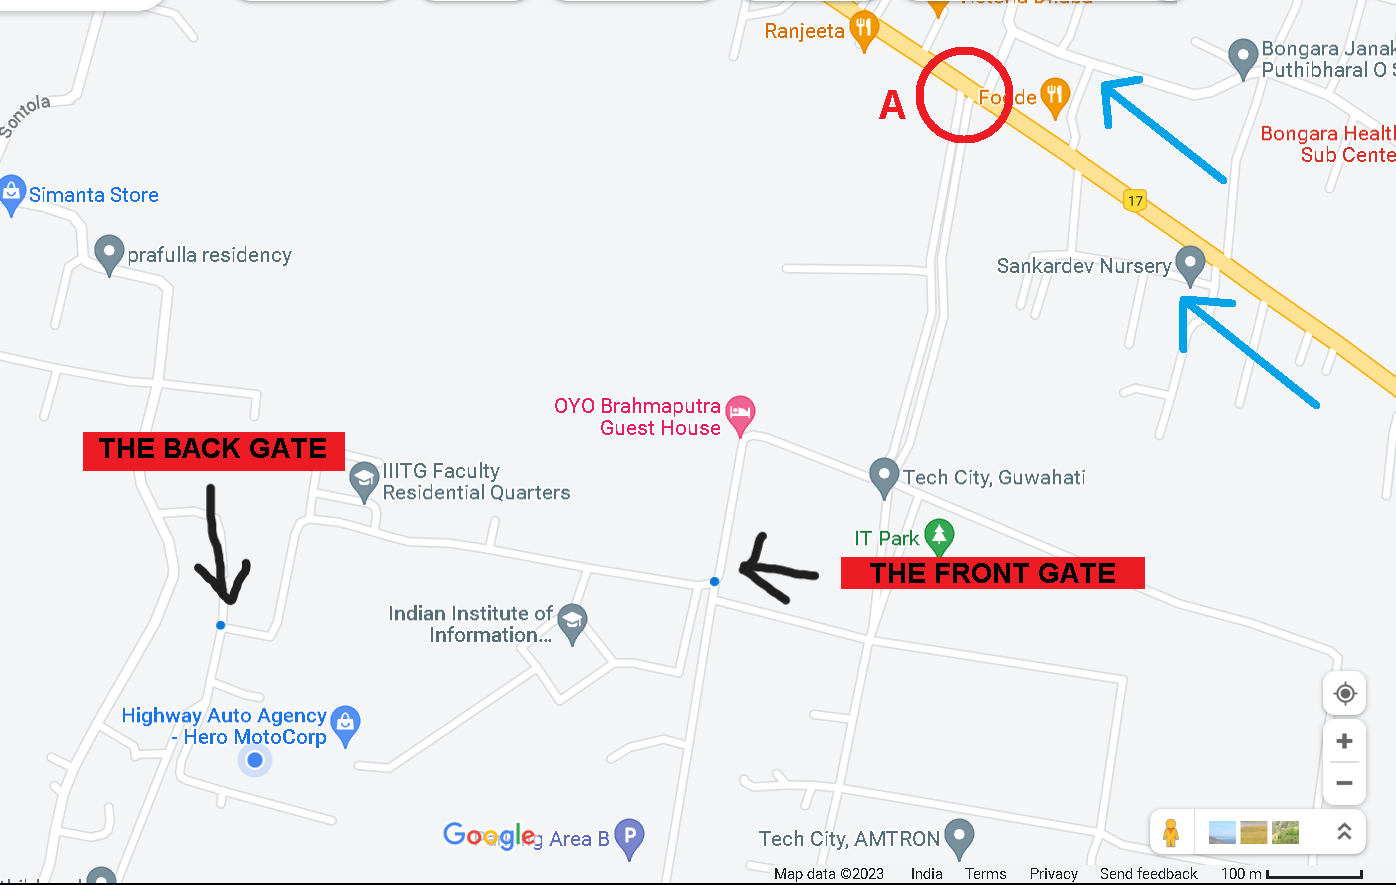 Ranjeeta
Bongara Janak
Puthibharal O S
A
Foode
Bongara Healt
Sub Cente
Sontola
Simanta Store
17
prafulla residency
Sankardev Nursery
OYO Brahmaputra
Guest House
THE BACK GATE
IIITG Faculty
Residential Quarters
Tech City, Guwahati
IT Park
THE FRONT GATE
Indian Institute of
Information...
Highway Auto Agency
- Hero MotoCorp
Google
Area B
P
Tech City, AMTRON
Map data ©2023 India Terms Privacy Send feedback 100 m